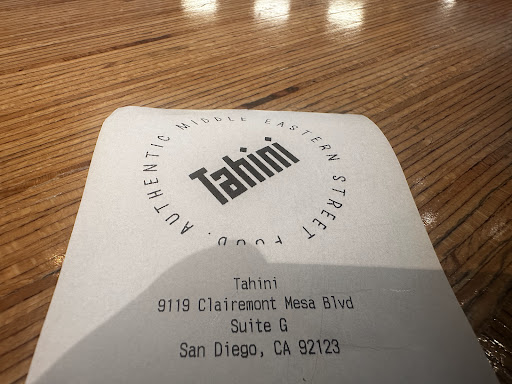 AUTHENTIC MIDDLE EASTERN STREET FOOD.
Tahini
Tahini
9119 Clairemont Mesa Blvd
Suite G
San Diego, CA 92123